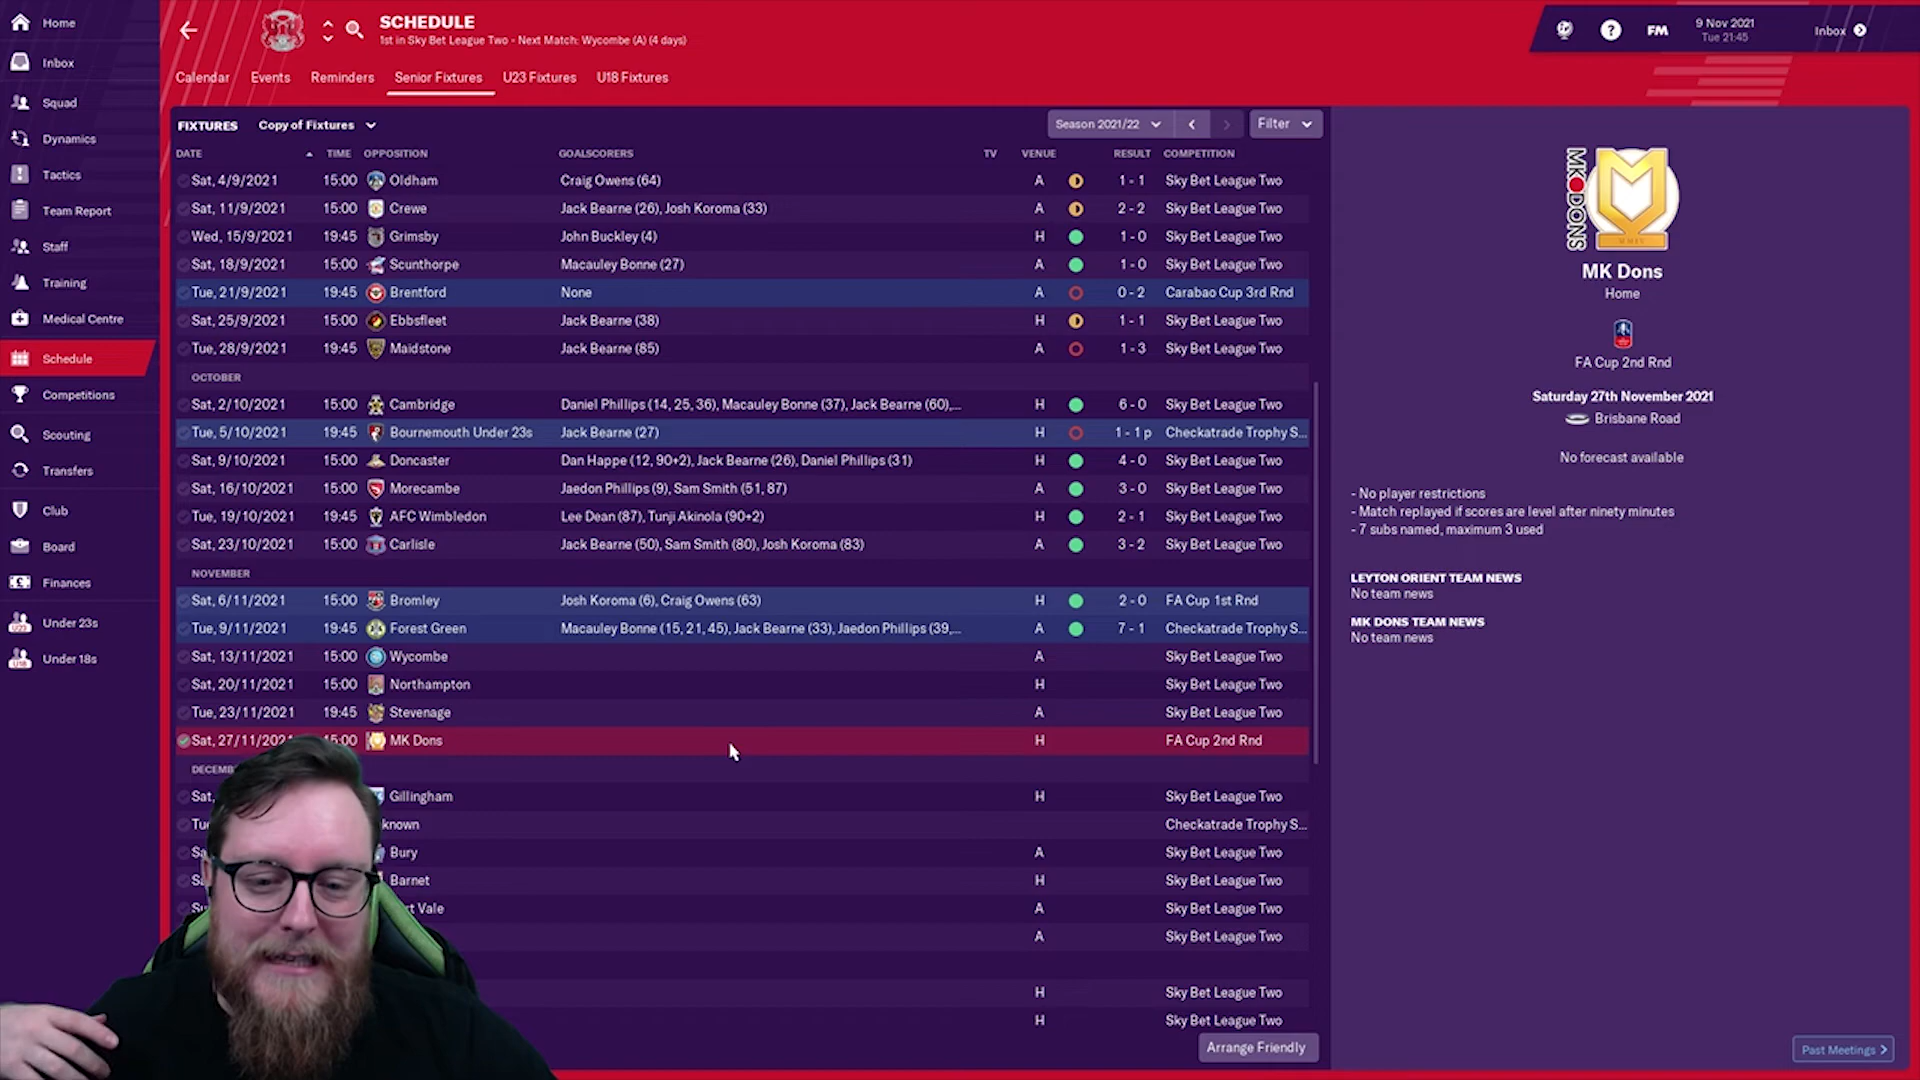 Home
Inbox
Squad
Dynamics
Tactics
Team Report
Staff
Training
Medical Centre
Schedule
Competitions
Scouting
Transfers
Club
Board
Finances
Under 23s
Under 18s
SCHEDULE
1st in Sky Bet League Two - Next Match: Wycombe (A) (4 days)
FM
9 Nov 2021
Tue 21:45
Inbox
Calendar Events Reminders Senior Fixtures U23 Fixtures U18 Fixtures
FIXTURES Copy of Fixtures Season 2021/22 Filter
DATE TIME OPPOSITION GOALSCORERS TV VENUE RESULT COMPETITION
Sat, 4/9/2021 15:00 Oldham Craig Owens (64) A 1 - 1 Sky Bet League Two
Sat, 11/9/2021 15:00 Crewe Jack Bearne (26), Josh Koroma (33) A 2 - 2 Sky Bet League Two
Wed, 15/9/2021 19:45 Grimsby John Buckley (4) H 1 - 0 Sky Bet League Two
Sat, 18/9/2021 15:00 Scunthorpe Macauley Bonne (27) A 1 - 0 Sky Bet League Two
Tue, 21/9/2021 19:45 Brentford None A 0 - 2 Carabao Cup 3rd Rnd
Sat, 25/9/2021 15:00 Ebbsfleet Jack Bearne (38) H 1 - 1 Sky Bet League Two
Tue, 28/9/2021 19:45 Maidstone Jack Bearne (85) A 1 - 3 Sky Bet League Two
OCTOBER
Sat, 2/10/2021 15:00 Cambridge Daniel Phillips (14, 25, 36), Macauley Bonne (37), Jack Bearne (60),... H 6 - 0 Sky Bet League Two
Tue, 5/10/2021 19:45 Bournemouth Under 23s Jack Bearne (27) H 1 - 1 p Checkatrade Trophy S...
Sat, 9/10/2021 15:00 Doncaster Dan Happe (12, 90+2), Jack Bearne (26), Daniel Phillips (31) H 4 - 0 Sky Bet League Two
Sat, 16/10/2021 15:00 Morecambe Jaedon Phillips (9), Sam Smith (51, 87) A 3 - 0 Sky Bet League Two
Tue, 19/10/2021 19:45 AFC Wimbledon Lee Dean (87), Tunji Akinola (90+2) H 2 - 1 Sky Bet League Two
Sat, 23/10/2021 15:00 Carlisle Jack Bearne (50), Sam Smith (80), Josh Koroma (83) A 3 - 2 Sky Bet League Two
NOVEMBER
Sat, 6/11/2021 15:00 Bromley Josh Koroma (6), Craig Owens (63) H 2 - 0 FA Cup 1st Rnd
Tue, 9/11/2021 19:45 Forest Green Macauley Bonne (15, 21, 45), Jack Bearne (33), Jaedon Phillips (39,... A 7 - 1 Checkatrade Trophy S...
Sat, 13/11/2021 15:00 Wycombe A Sky Bet League Two
Sat, 20/11/2021 15:00 Northampton H Sky Bet League Two
Tue, 23/11/2021 19:45 Stevenage A Sky Bet League Two
Sat, 27/11/2021 15:00 MK Dons H FA Cup 2nd Rnd
DECEMB
Sat, Gillingham H Sky Bet League Two
Tue known Checkatrade Trophy S...
Sa Bury A Sky Bet League Two
Sa Barnet H Sky Bet League Two
Su rt Vale A Sky Bet League Two
A Sky Bet League Two
H Sky Bet League Two
H Sky Bet League Two
Arrange Friendly
MK DONS
MK Dons
Home
FA Cup 2nd Rnd
Saturday 27th November 2021
Brisbane Road
No forecast available
- No player restrictions
- Match replayed if scores are level after ninety minutes
- 7 subs named, maximum 3 used
LEYTON ORIENT TEAM NEWS
No team news
MK DONS TEAM NEWS
No team news
Past Meetings >